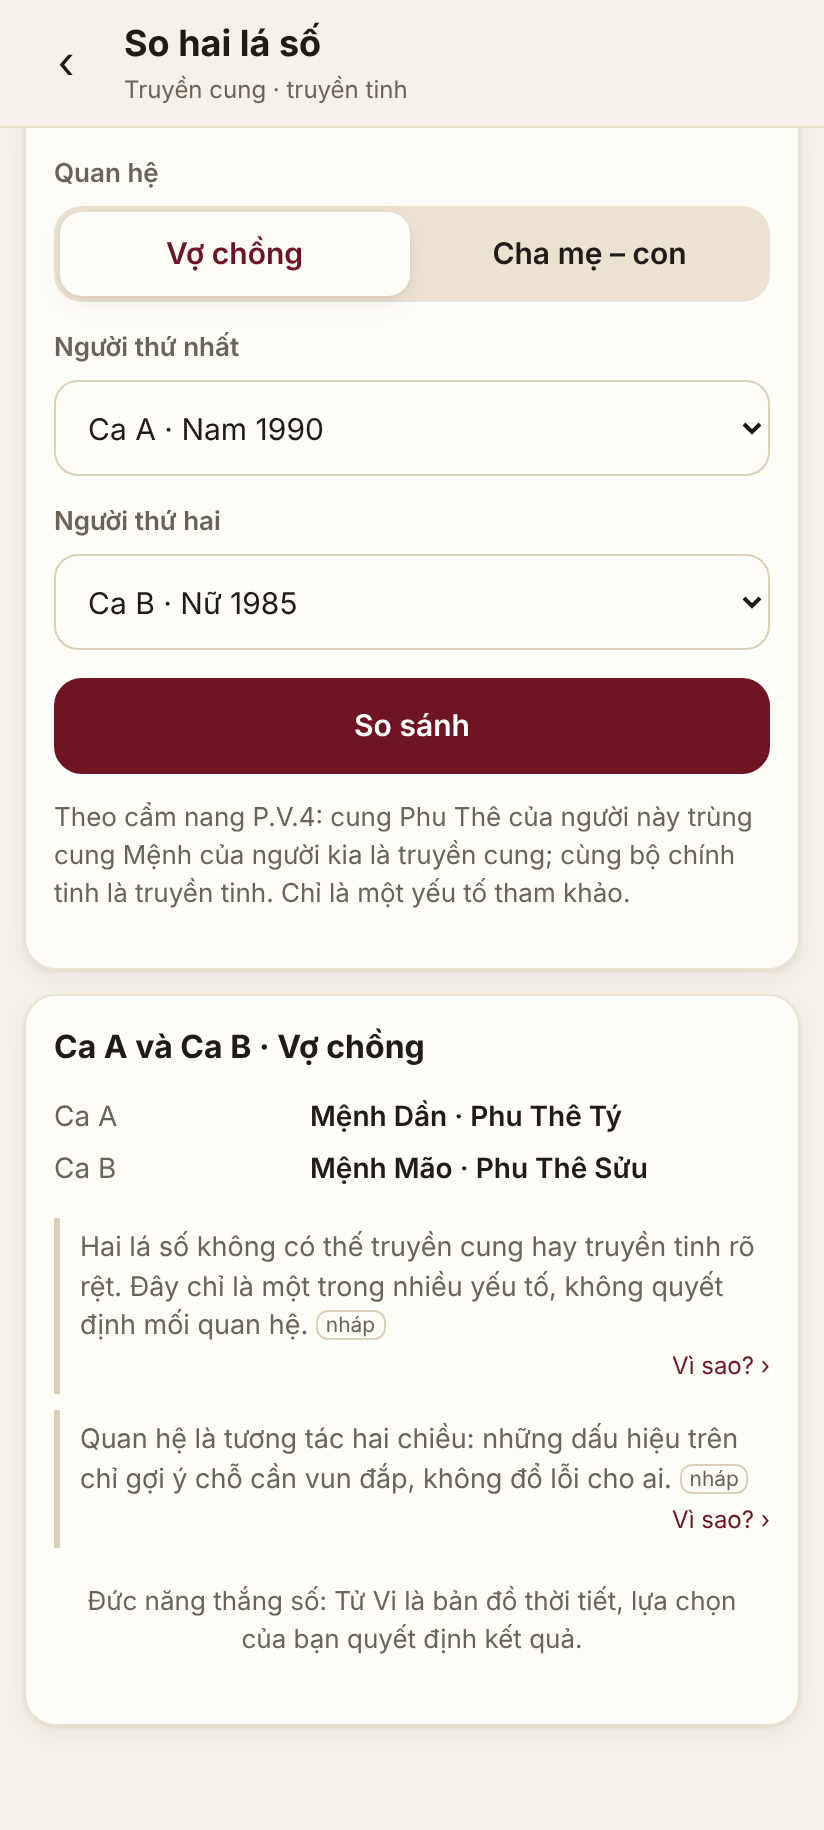 So hai lá số
Truyền cung · truyền tinh
Quan hệ
Vợ chồng
Cha mẹ – con
Người thứ nhất
Ca A · Nam 1990
Người thứ hai
Ca B · Nữ 1985
So sánh
Theo cẩm nang P.V.4: cung Phu Thê của người này trùng
cung Mệnh của người kia là truyền cung; cùng bộ chính
tinh là truyền tinh. Chỉ là một yếu tố tham khảo.
Ca A và Ca B · Vợ chồng
Ca A Mệnh Dần · Phu Thê Tý
Ca B Mệnh Mão · Phu Thê Sửu
Hai lá số không có thế truyền cung hay truyền tinh rõ
rệt. Đây chỉ là một trong nhiều yếu tố, không quyết
định mối quan hệ. nháp
Vì sao? ›
Quan hệ là tương tác hai chiều: những dấu hiệu trên
chỉ gợi ý chỗ cần vun đắp, không đổ lỗi cho ai. nháp
Vì sao? ›
Đức năng thắng số: Tử Vi là bản đồ thời tiết, lựa chọn
của bạn quyết định kết quả.